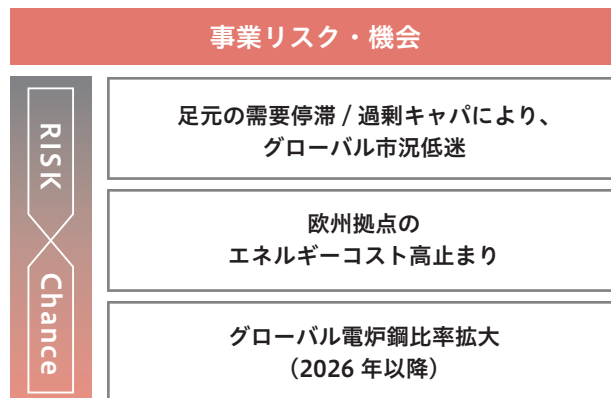 事業リスク・機会
RISK
Chance
足元の需要停滞 / 過剰キャパにより、
グローバル市況低迷
欧州拠点の
エネルギーコスト高止まり
グローバル電炉鋼比率拡大
（2026 年以降）